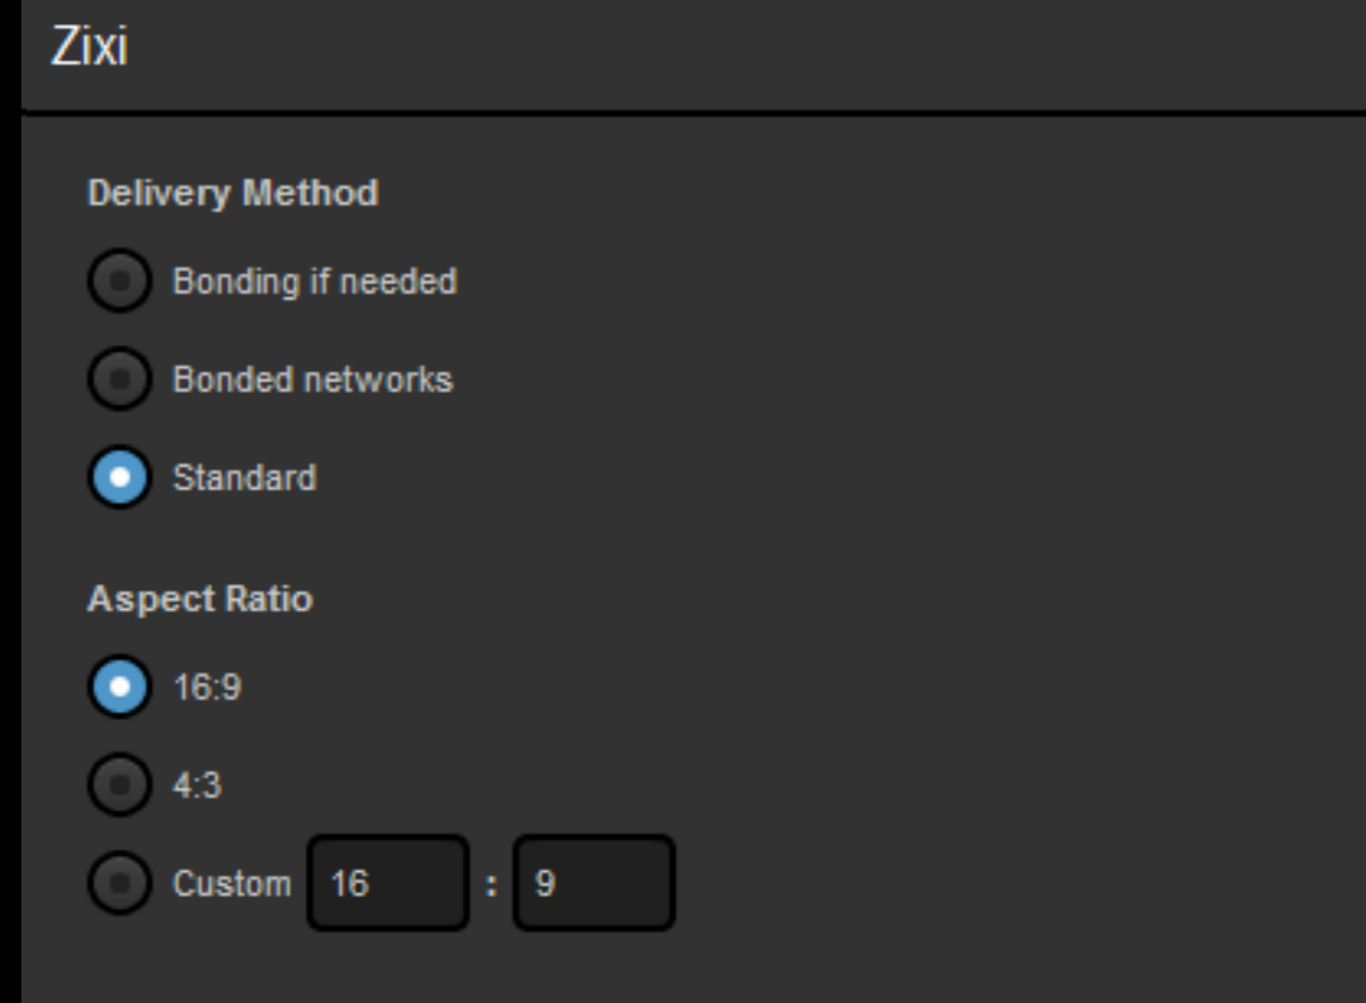 Zixi
Delivery Method
Bonding if needed
Bonded networks
Standard
Aspect Ratio
16:9
4:3
Custom 16 : 9